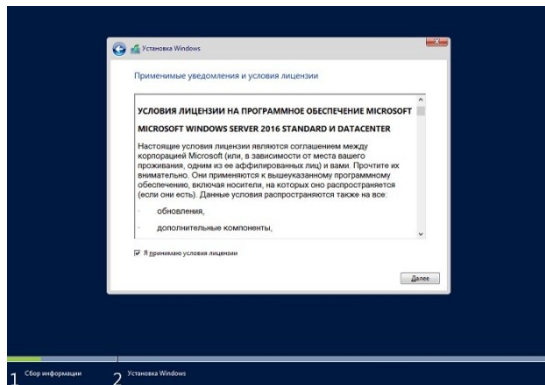 Установка Windows
Применимые уведомления и условия лицензии
УСЛОВИЯ ЛИЦЕНЗИИ НА ПРОГРАММНОЕ ОБЕСПЕЧЕНИЕ MICROSOFT
MICROSOFT WINDOWS SERVER 2016 STANDARD И DATACENTER
Настоящие условия лицензии являются соглашением между
корпорацией Microsoft (или, в зависимости от места вашего
проживания, одним из ее аффилированных лиц) и вами. Прочтите их
внимательно. Они применяются к вышеуказанному программному
обеспечению, включая носители, на которых оно распространяется
(если они есть). Данные условия распространяются также на все:
· обновления,
· дополнительные компоненты,
Я принимаю условия лицензии
Далее
1 Сбор информации
2 Установка Windows